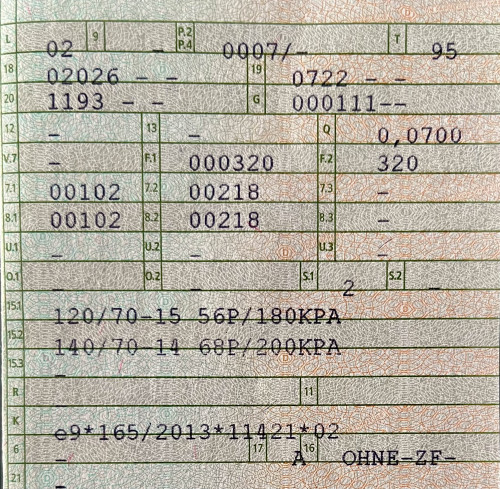 L 02 9 - P.2 P.4 0007/- T 95
18 02026 - - 19 0722 - -
20 1193 - - G 000111--
12 - 13 - Q 0,0700
V.7 - F.1 000320 F.2 320
7.1 00102 7.2 00218 7.3 -
8.1 00102 8.2 00218 8.3 -
U.1 - U.2 - U.3 -
O.1 - O.2 - S.1 2 S.2 -
15.1 120/70-15 56P/180KPA
15.2 140/70-14 68P/200KPA
15.3 -
R 11
K e9*165/2013*11421*02
6 - 17 A 16 OHNE-ZF-
21 -